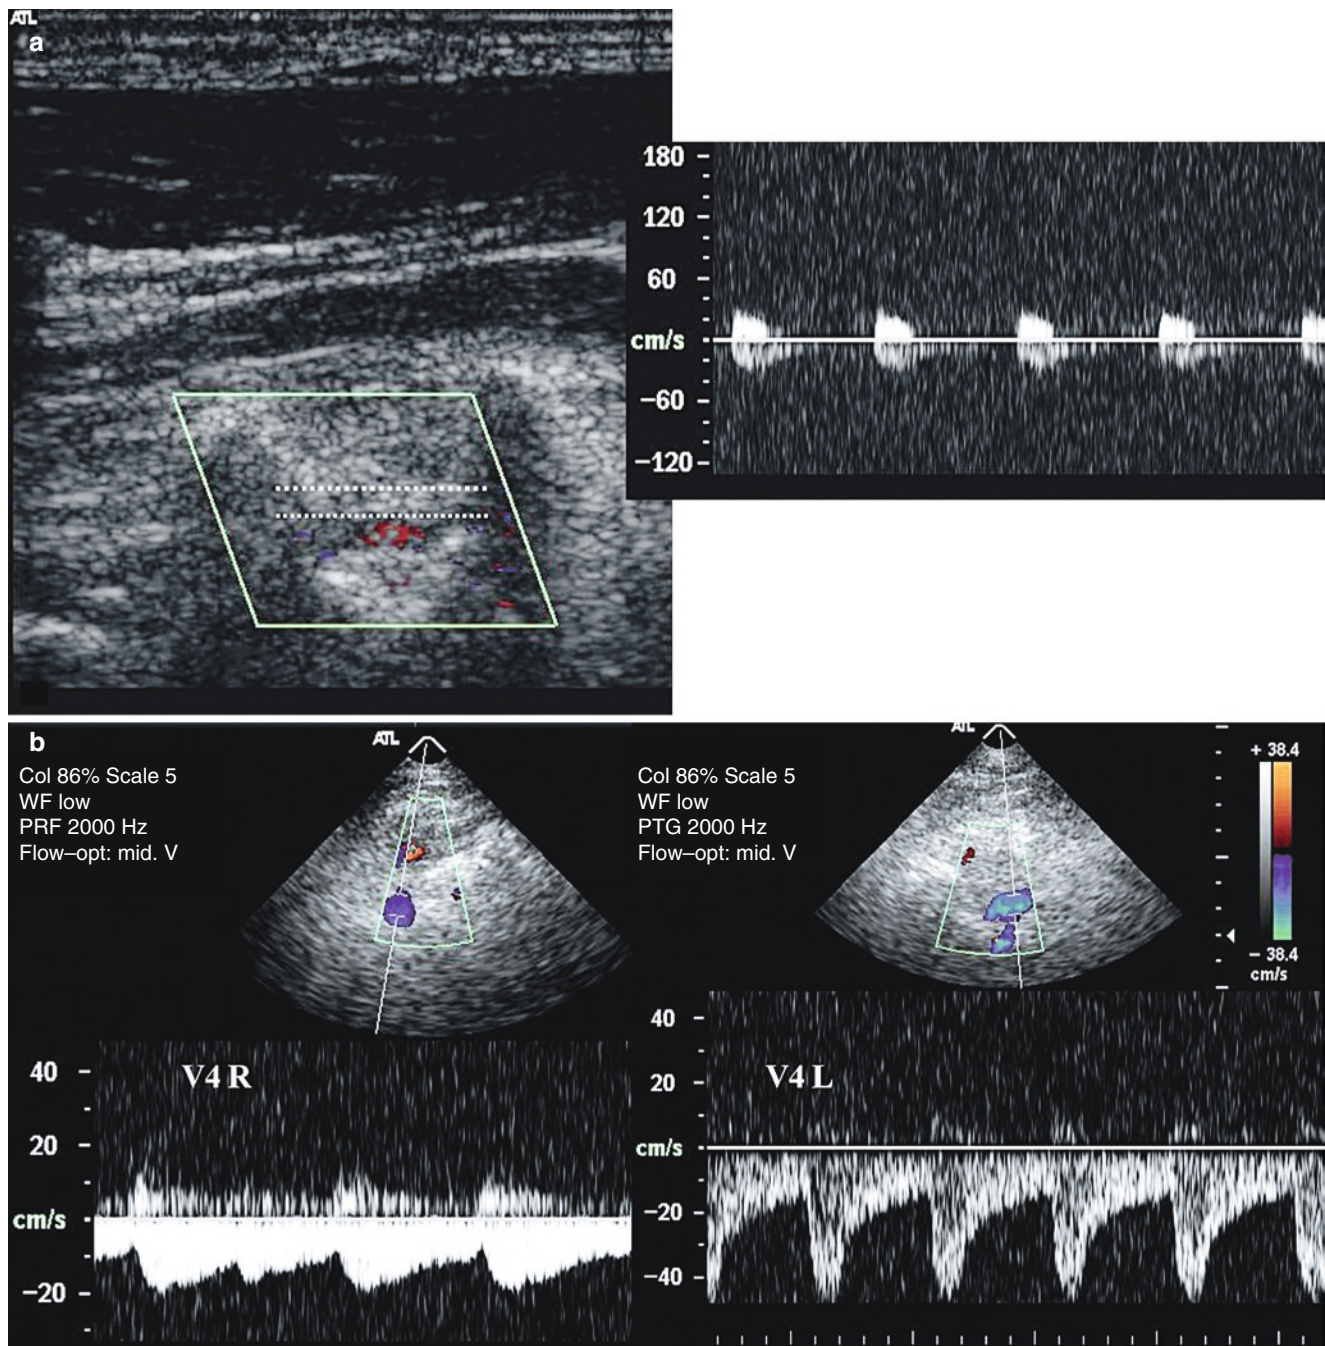 ATL
a
180
120
60
cm/s
−60
−120
b
ATL
Col 86% Scale 5
WF low
PRF 2000 Hz
Flow–opt: mid. V
V4 R
40
20
cm/s
−20
ATL
Col 86% Scale 5
WF low
PTG 2000 Hz
Flow–opt: mid. V
+ 38.4
− 38.4
cm/s
V4 L
40
20
cm/s
−20
−40